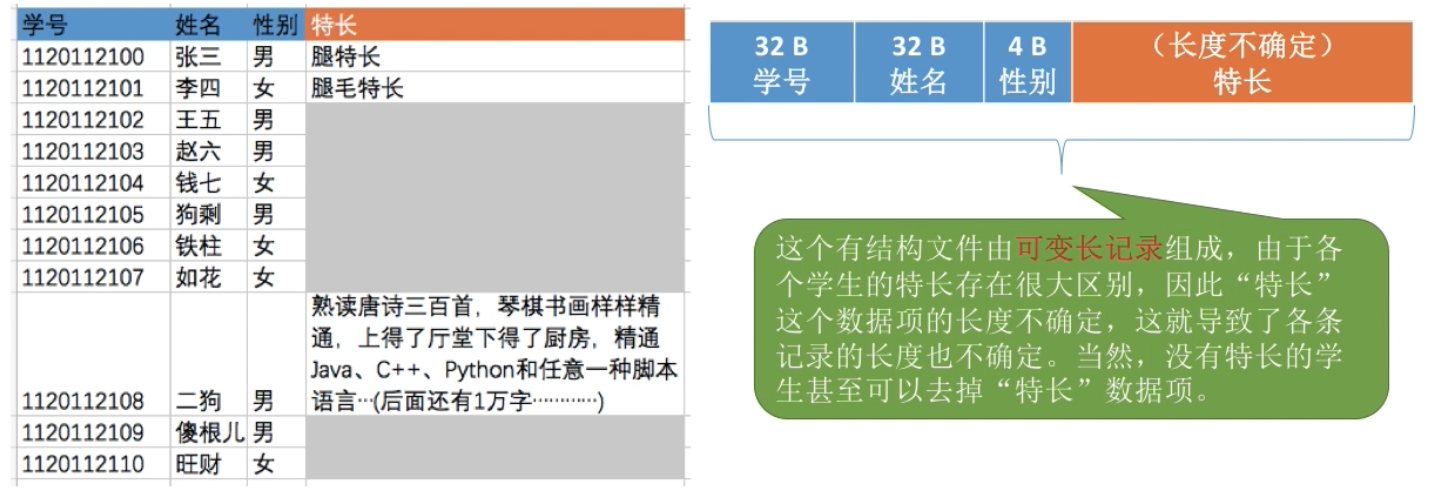 学号 姓名 性别 特长
1120112100 张三 男 腿特长
1120112101 李四 女 腿毛特长
1120112102 王五 男
1120112103 赵六 男
1120112104 钱七 女
1120112105 狗剩 男
1120112106 铁柱 女
1120112107 如花 女
熟读唐诗三百首，琴棋书画样样精
通，上得了厅堂下得了厨房，精通
Java、C++、Python和任意一种脚本
1120112108 二狗 男 语言…(后面还有1万字…………)
1120112109 傻根儿 男
1120112110 旺财 女
32 B 32 B 4 B （长度不确定）
学号 姓名 性别 特长
这个有结构文件由可变长记录组成，由于各
个学生的特长存在很大区别，因此“特长”
这个数据项的长度不确定，这就导致了各条
记录的长度也不确定。当然，没有特长的学
生甚至可以去掉“特长”数据项。